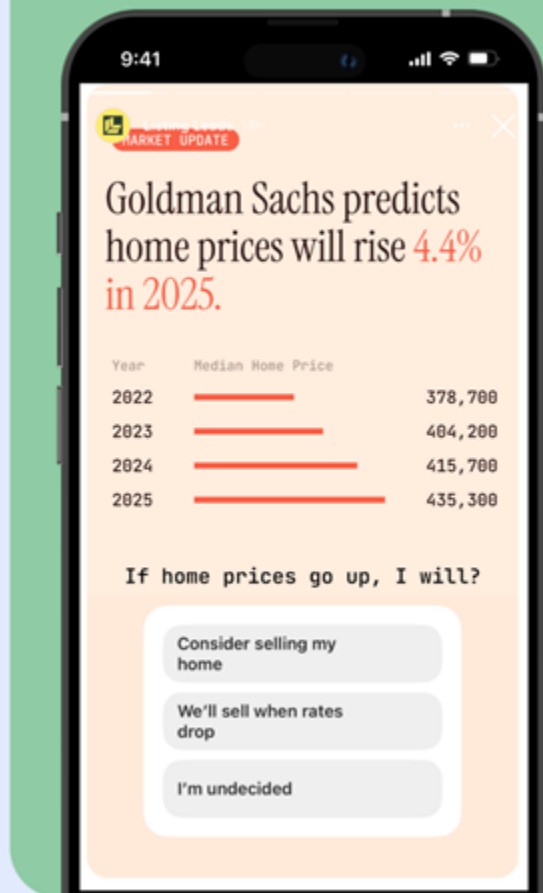 9:41
Listing Leads
MARKET UPDATE
Goldman Sachs predicts
home prices will rise 4.4%
in 2025.
Year Median Home Price
2022 378,700
2023 404,200
2024 415,700
2025 435,300
If home prices go up, I will?
Consider selling my
home
We'll sell when rates
drop
I'm undecided